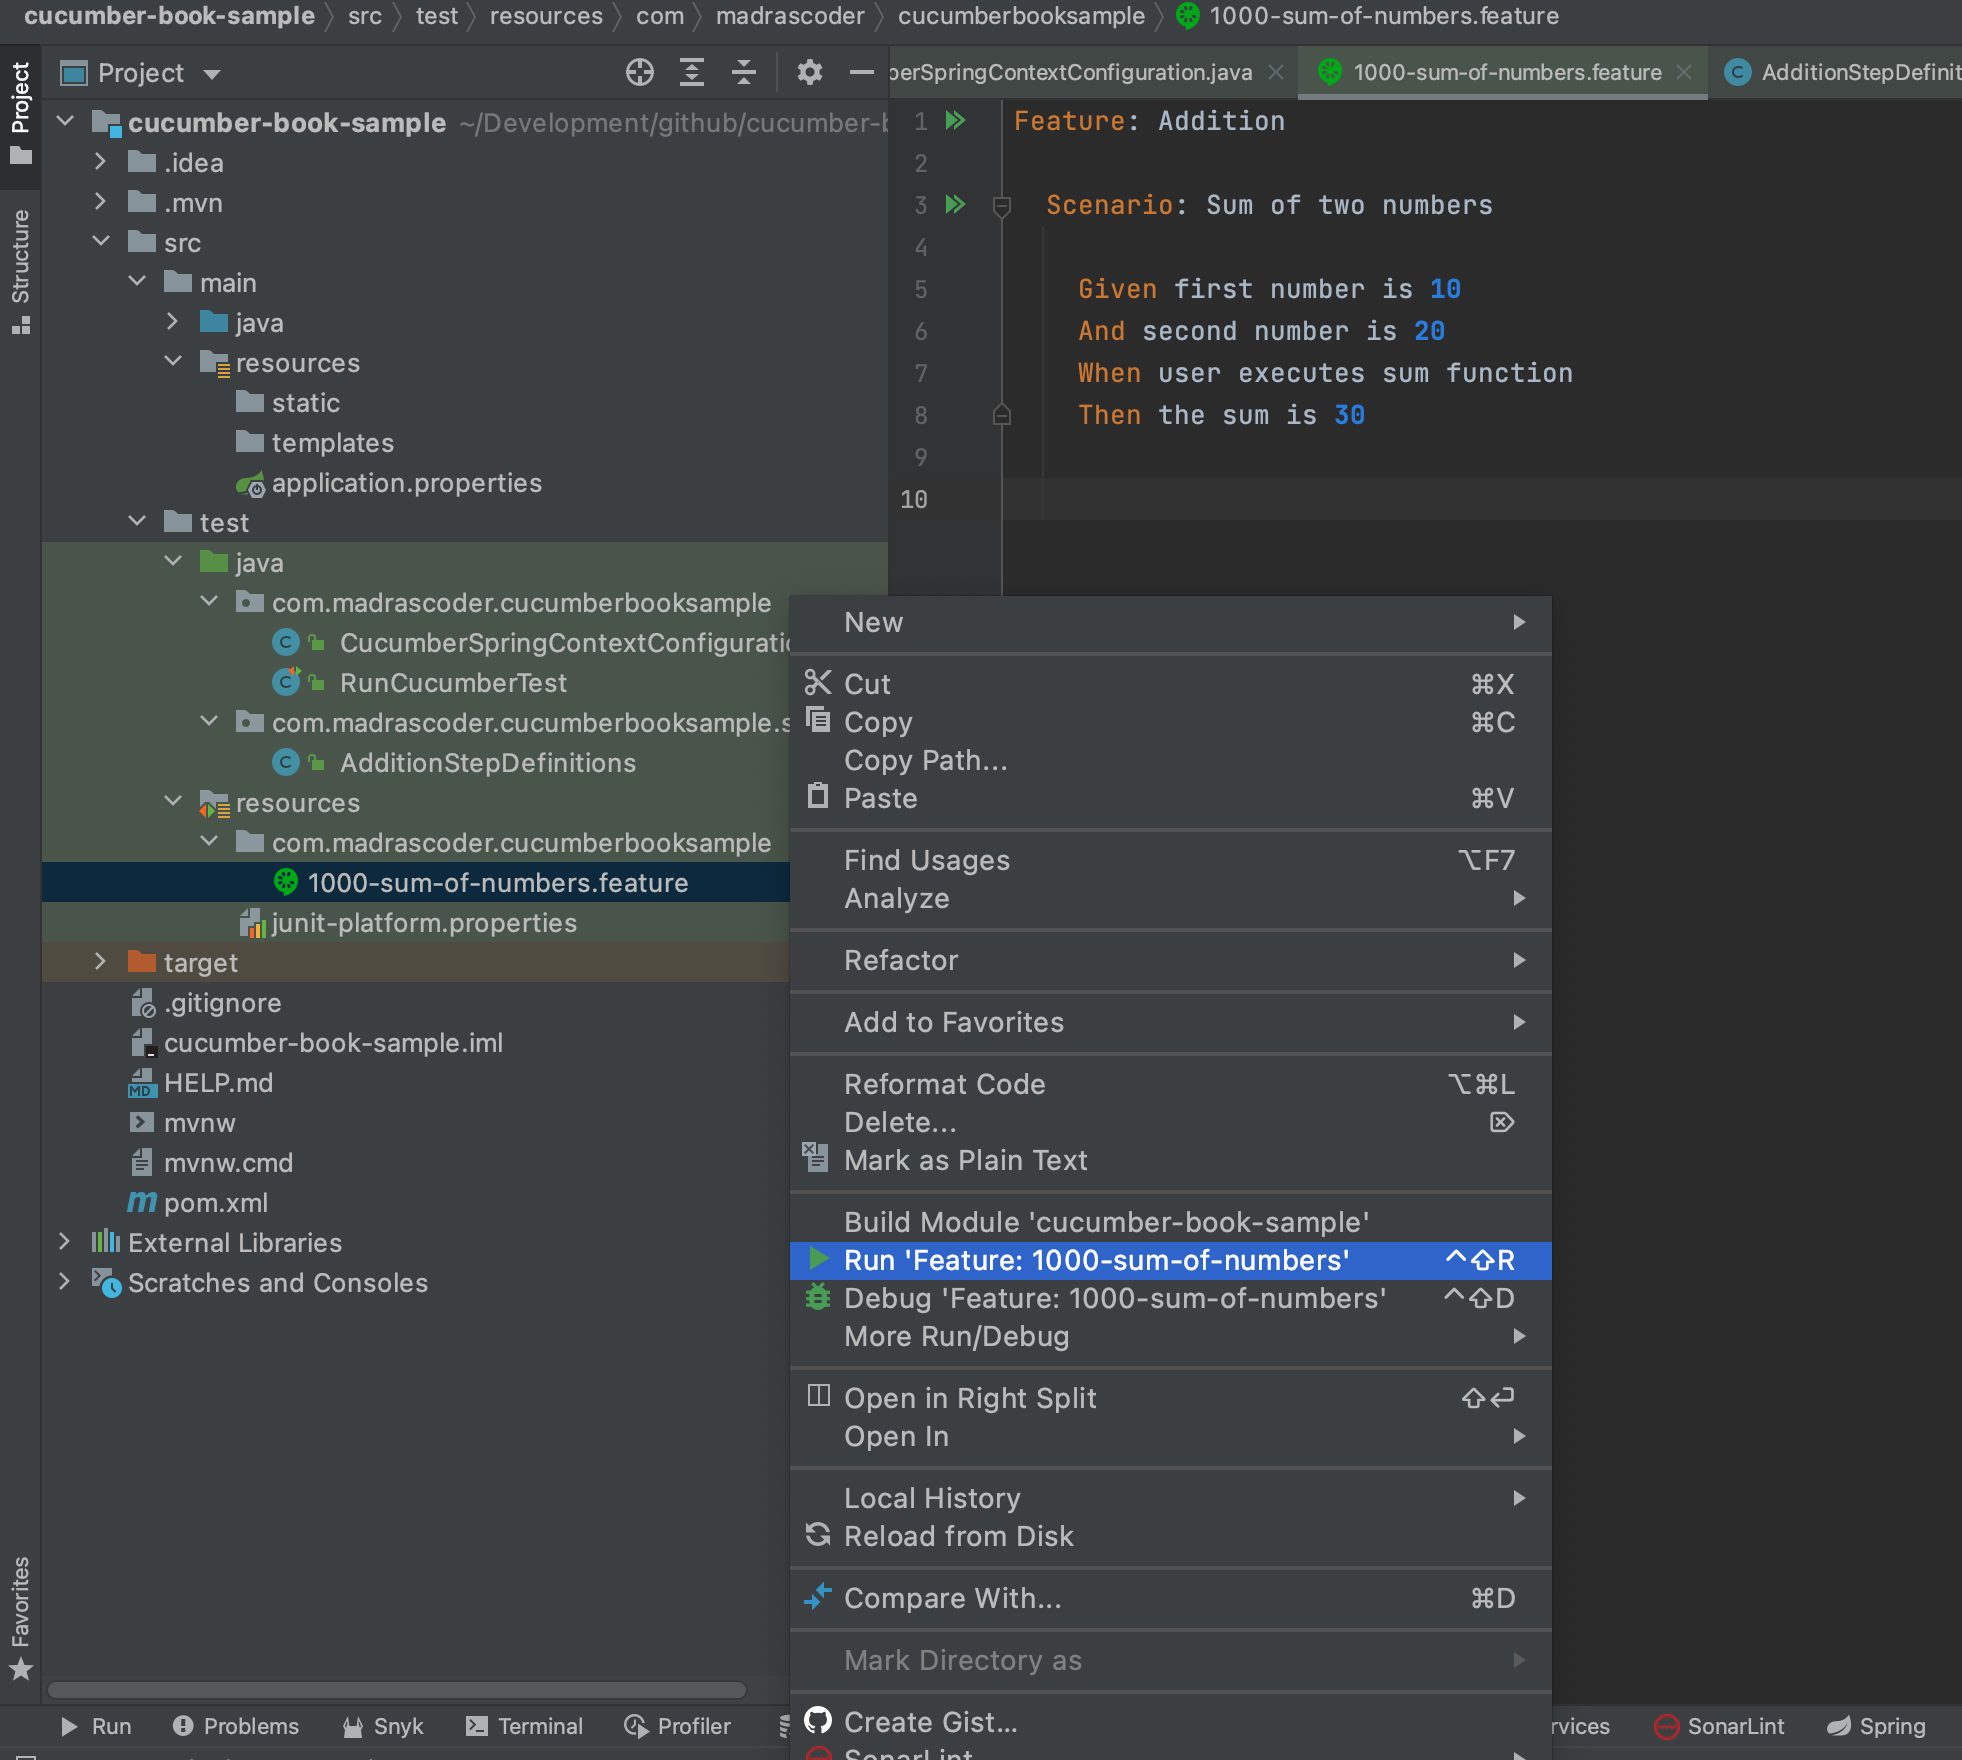 cucumber-book-sample src test resources com madrascoder cucumberbooksample 1000-sum-of-numbers.feature
Project
Structure
Favorites
Project
cucumber-book-sample ~/Development/github/cucumber-b
.idea
.mvn
src
main
java
resources
static
templates
application.properties
test
java
com.madrascoder.cucumberbooksample
CucumberSpringContextConfiguratio
RunCucumberTest
com.madrascoder.cucumberbooksample.s
AdditionStepDefinitions
resources
com.madrascoder.cucumberbooksample
1000-sum-of-numbers.feature
junit-platform.properties
target
.gitignore
cucumber-book-sample.iml
HELP.md
mvnw
mvnw.cmd
pom.xml
External Libraries
Scratches and Consoles
berSpringContextConfiguration.java 1000-sum-of-numbers.feature AdditionStepDefinit
1 Feature: Addition
2
3 Scenario: Sum of two numbers
4
5 Given first number is 10
6 And second number is 20
7 When user executes sum function
8 Then the sum is 30
9
10
New
Cut ⌘X
Copy ⌘C
Copy Path...
Paste ⌘V
Find Usages ⌥F7
Analyze
Refactor
Add to Favorites
Reformat Code ⌥⌘L
Delete... ⌦
Mark as Plain Text
Build Module 'cucumber-book-sample'
Run 'Feature: 1000-sum-of-numbers' ^⇧R
Debug 'Feature: 1000-sum-of-numbers' ^⇧D
More Run/Debug
Open in Right Split ⇧⏎
Open In
Local History
Reload from Disk
Compare With... ⌘D
Mark Directory as
Create Gist...
SonarLint
Run Problems Snyk Terminal Profiler rvices SonarLint Spring